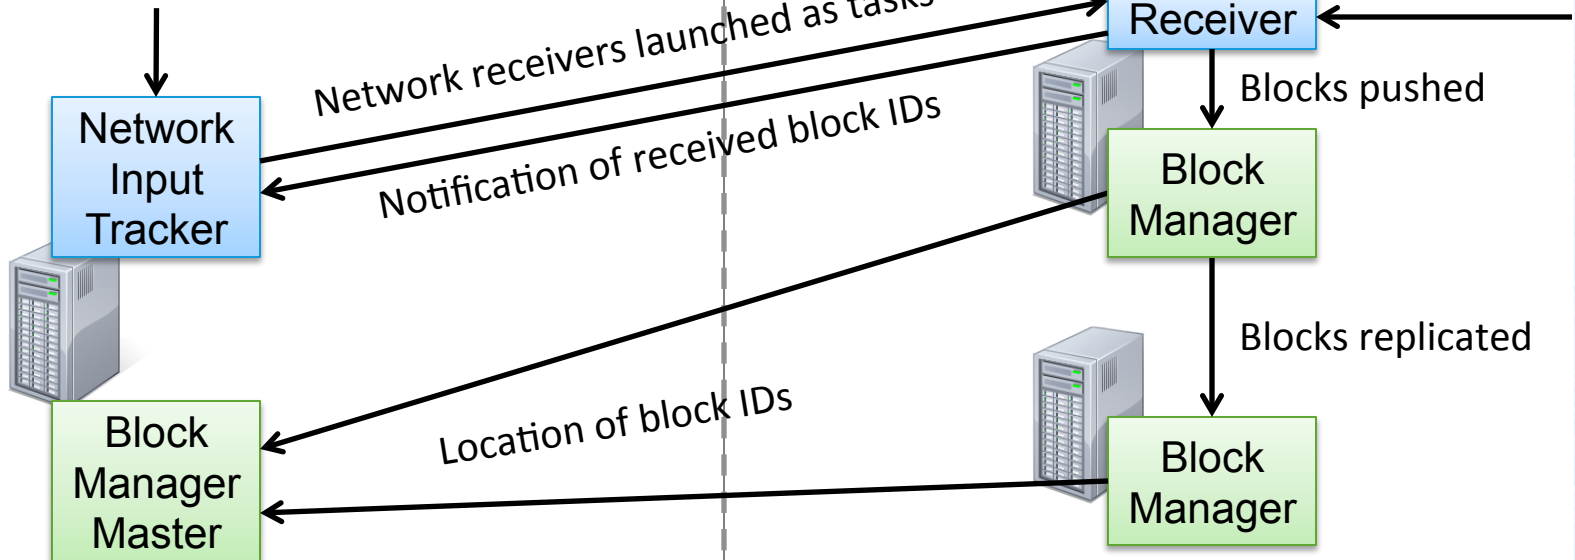 Network receivers launched as tasks
Receiver
Blocks pushed
Network
Input
Tracker
Notification of received block IDs
Block
Manager
Blocks replicated
Location of block IDs
Block
Manager
Master
Block
Manager